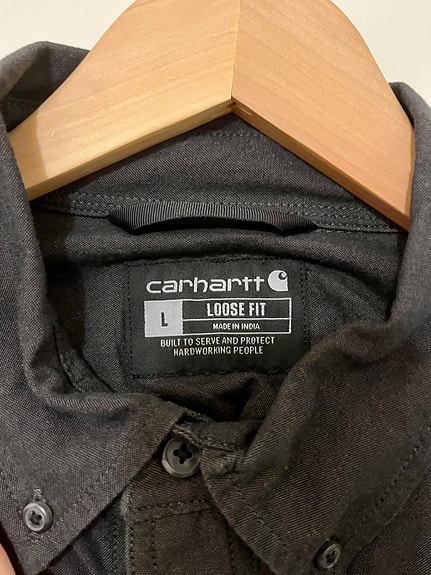 carhartt
L
LOOSE FIT
MADE IN INDIA
BUILT TO SERVE AND PROTECT
HARDWORKING PEOPLE